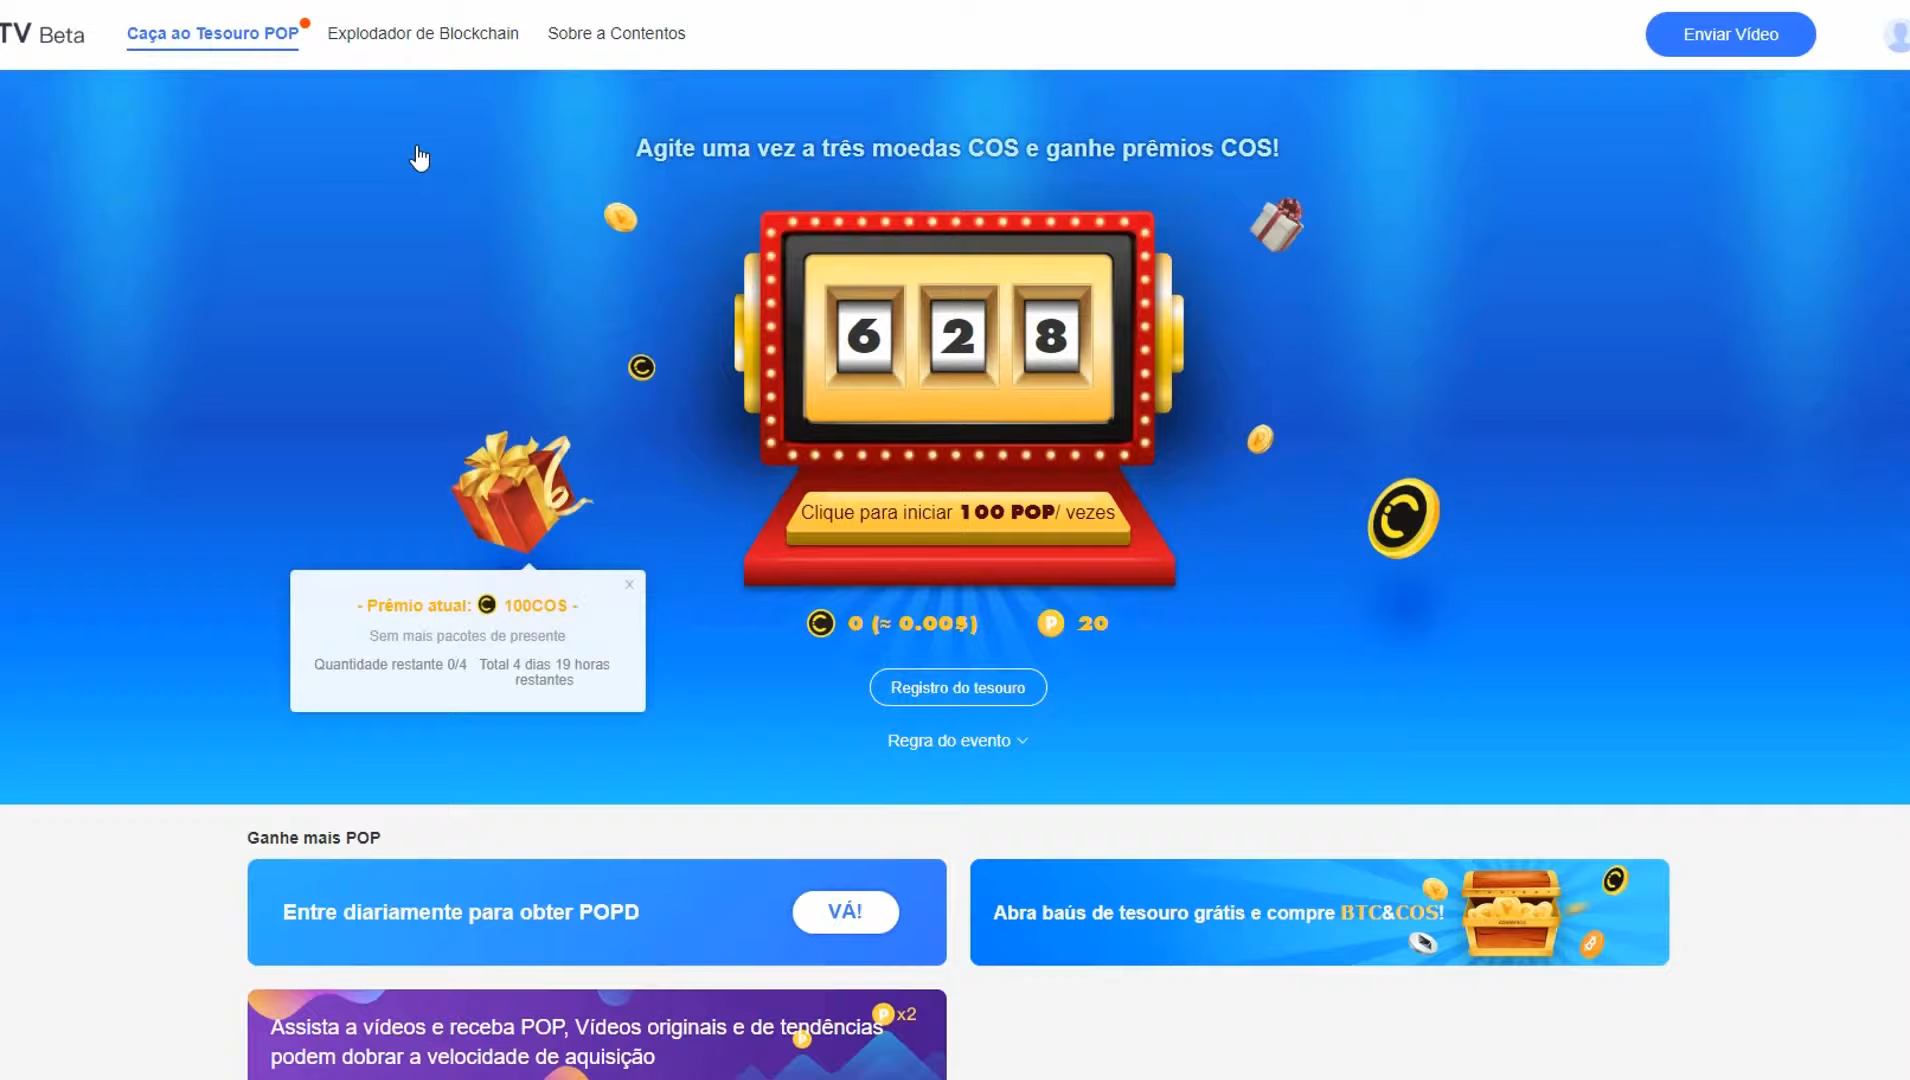 TV Beta
Caça ao Tesouro POP
Explodador de Blockchain
Sobre a Contentos
Enviar Vídeo
Agite uma vez a três moedas COS e ganhe prêmios COS!
6 2 8
Clique para iniciar 100 POP/ vezes
x
- Prêmio atual: 100COS -
Sem mais pacotes de presente
Quantidade restante 0/4 Total 4 dias 19 horas
restantes
0 (≈ 0.00$)
P 20
Registro do tesouro
Regra do evento
Ganhe mais POP
Entre diariamente para obter POPD
VÁ!
Abra baús de tesouro grátis e compre BTC&COS!
Assista a vídeos e receba POP, Vídeos originais e de tendências
podem dobrar a velocidade de aquisição
P x2
P